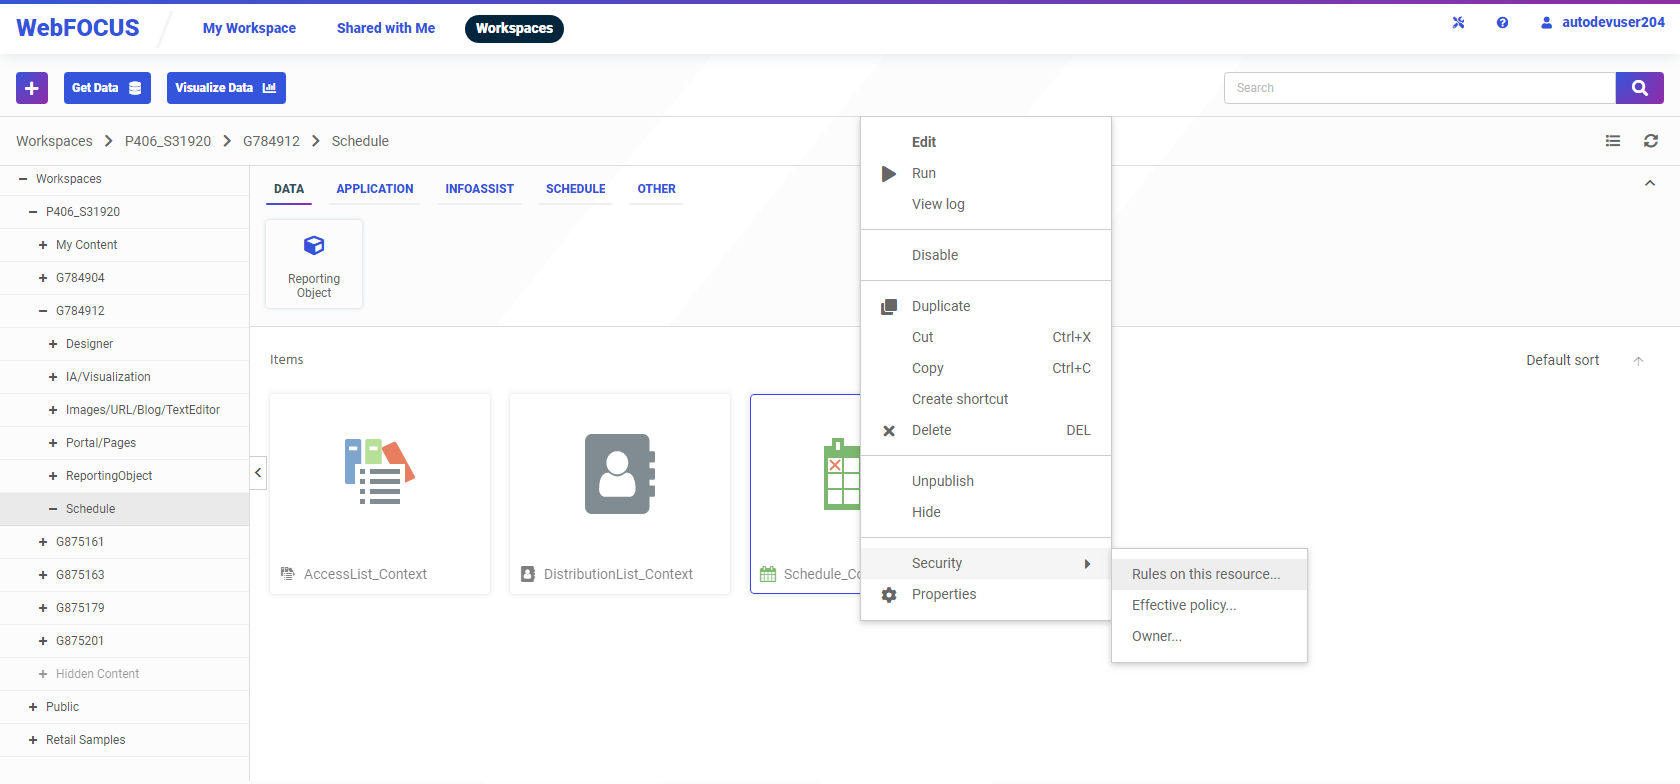 WebFOCUS
My Workspace
Shared with Me
Workspaces
autodevuser204
Get Data
Visualize Data
Search
Workspaces
P406_S31920
G784912
Schedule
Workspaces
P406_S31920
My Content
G784904
G784912
Designer
IA/Visualization
Images/URL/Blog/TextEditor
Portal/Pages
ReportingObject
Schedule
G875161
G875163
G875179
G875201
Hidden Content
Public
Retail Samples
DATA
APPLICATION
INFOASSIST
SCHEDULE
OTHER
Reporting
Object
Items
Default sort
AccessList_Context
DistributionList_Context
Schedule_Co
Edit
Run
View log
Disable
Duplicate
Cut Ctrl+X
Copy Ctrl+C
Create shortcut
Delete DEL
Unpublish
Hide
Security
Properties
Rules on this resource...
Effective policy...
Owner...